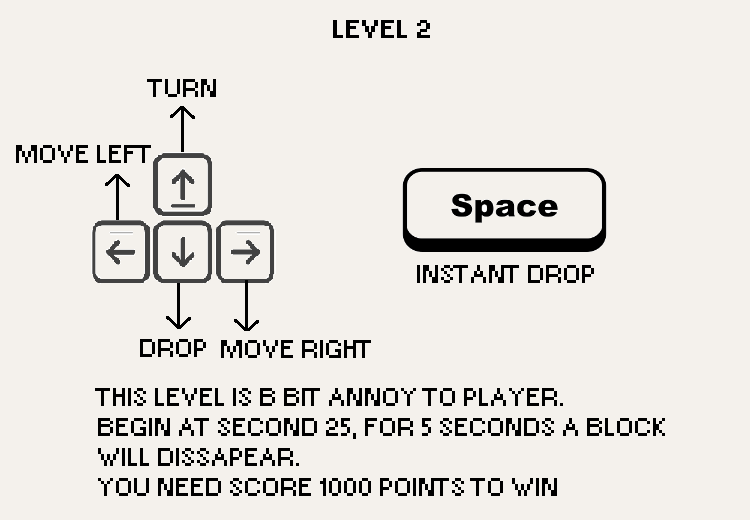 LEVEL 2
TURN
MOVE LEFT
Space
INSTANT DROP
DROP MOVE RIGHT
THIS LEVEL IS B BIT ANNOY TO PLAYER.
BEGIN AT SECOND 25, FOR 5 SECONDS A BLOCK
WILL DISSAPEAR.
YOU NEED SCORE 1000 POINTS TO WIN